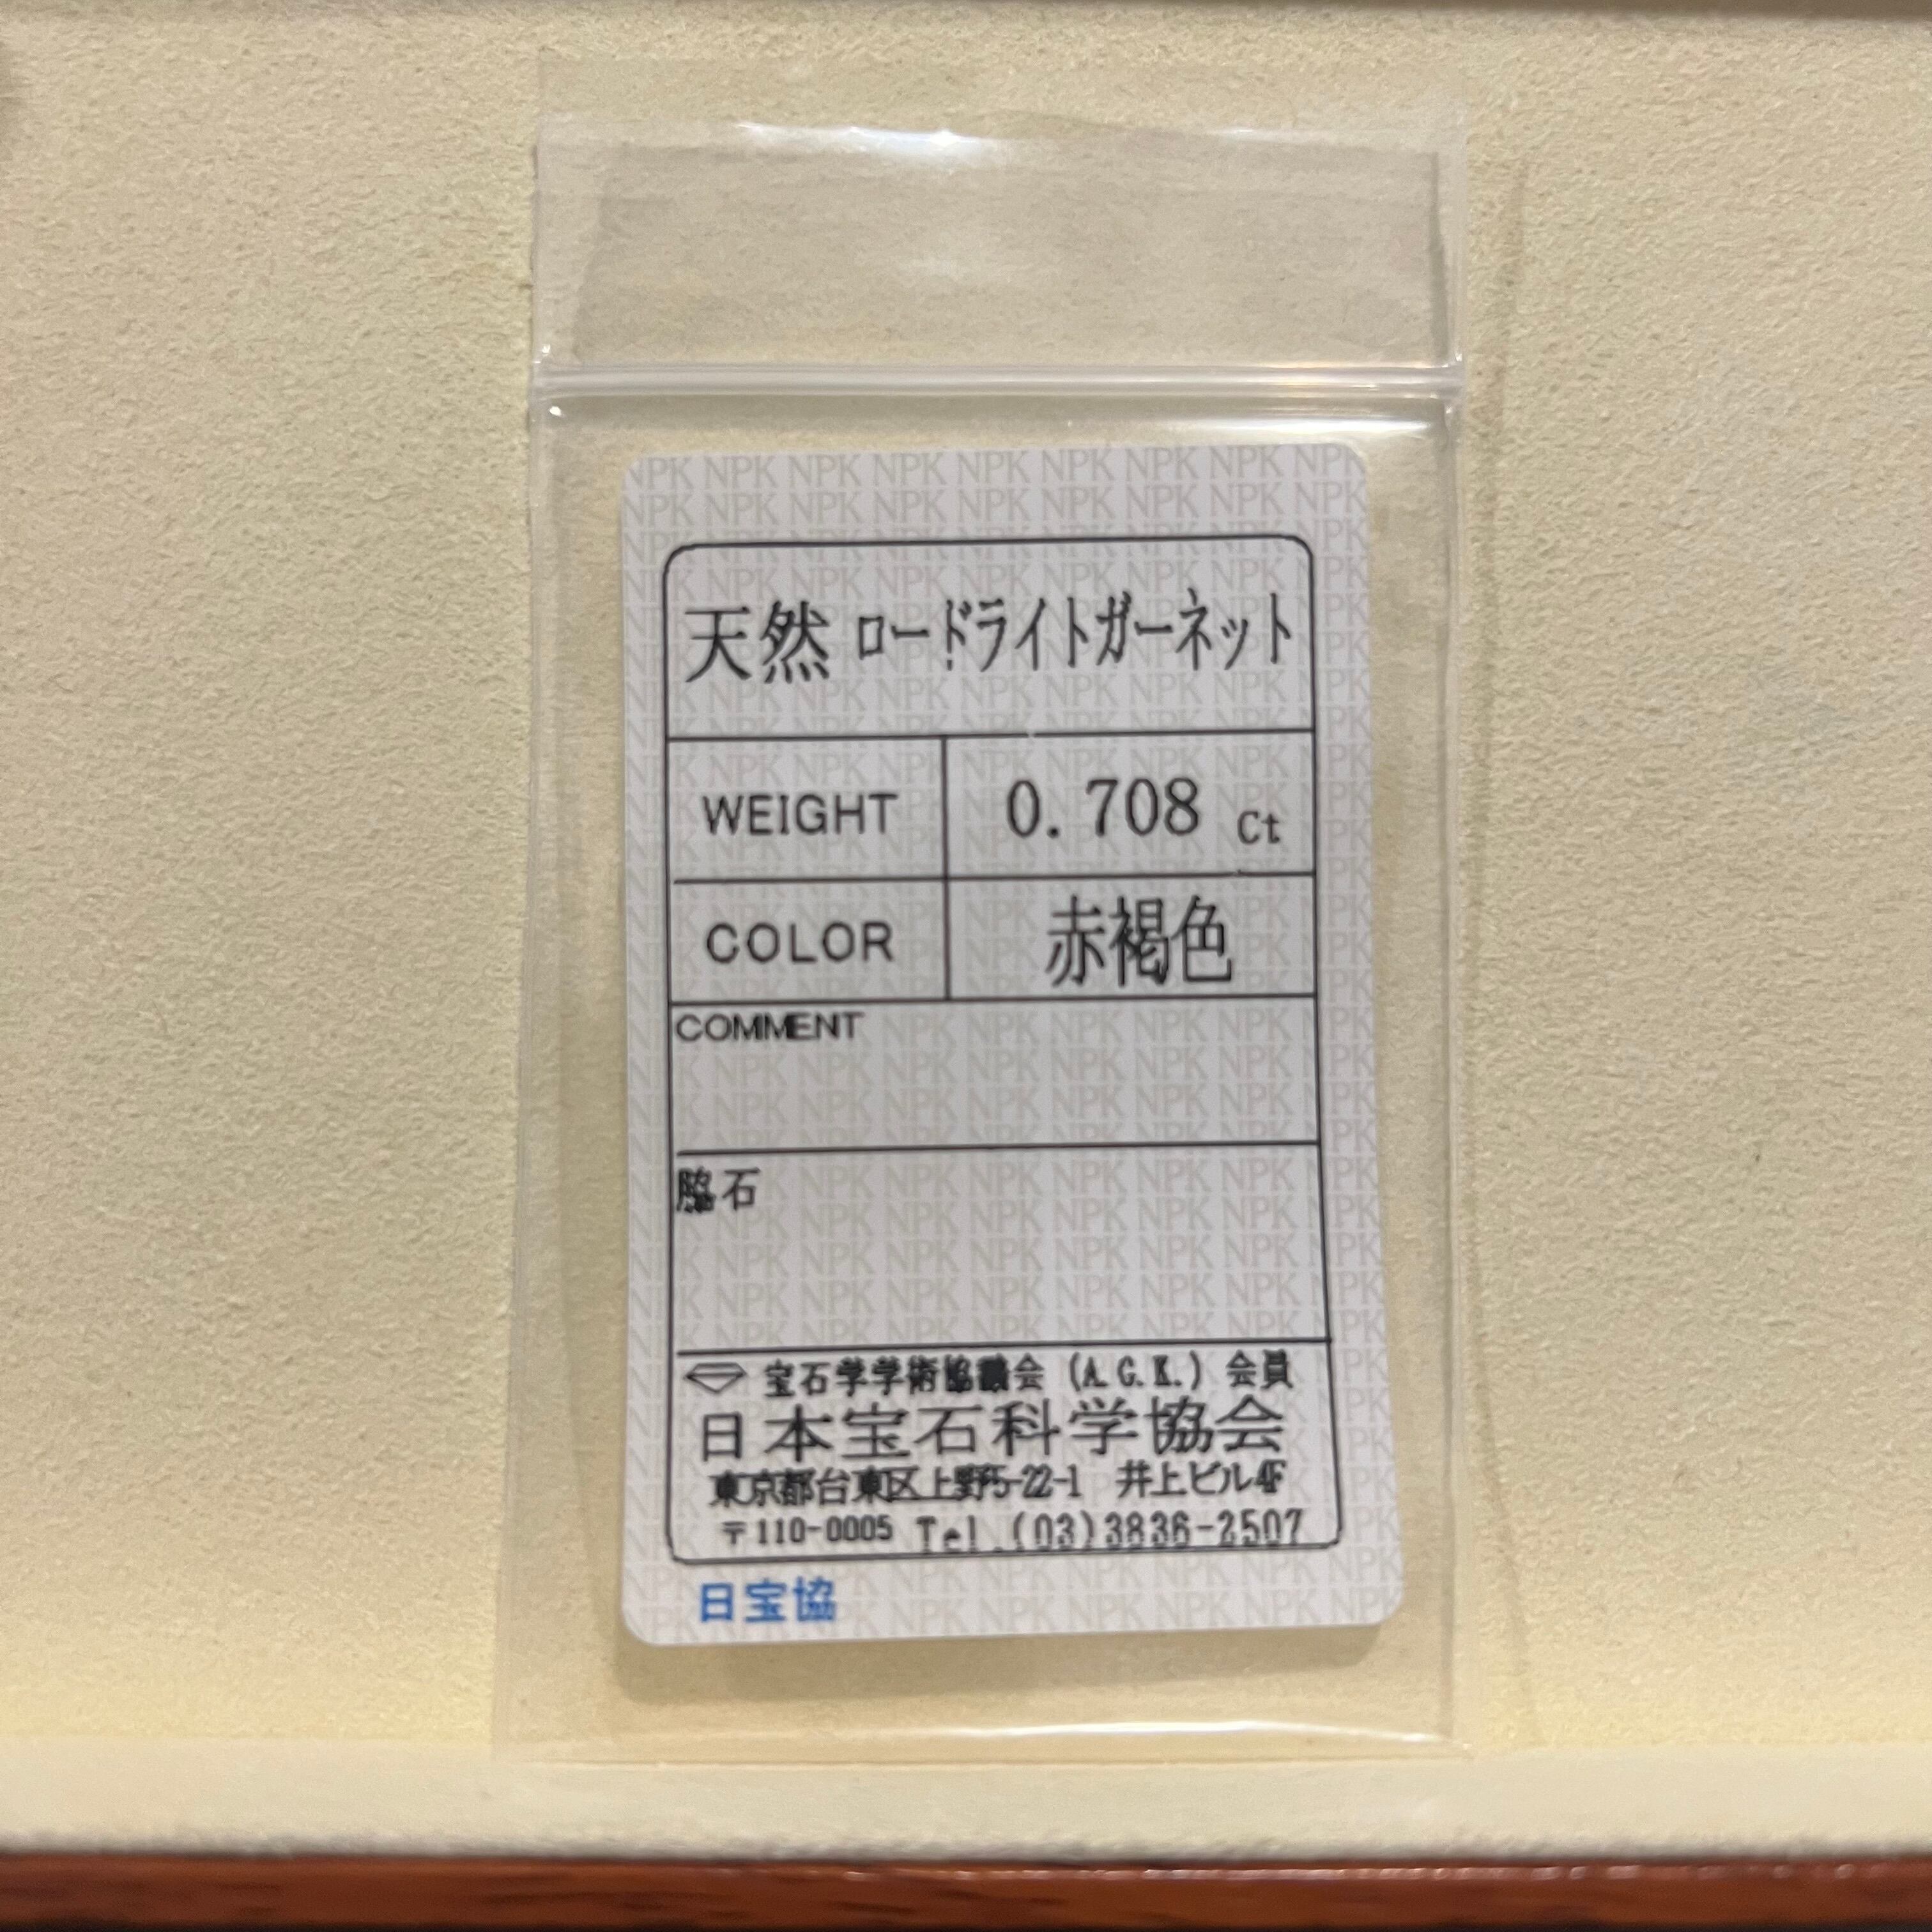 天然 ロードライトガーネット
WEIGHT 0.708 Ct
COLOR 赤褐色
COMMENT
脇石
宝石学学術協議会 (A.G.K.) 会員
日本宝石科学協会
東京都台東区上野5-22-1 井上ビル4F
〒110-0005 Tel.(03)3836-2507
日宝協